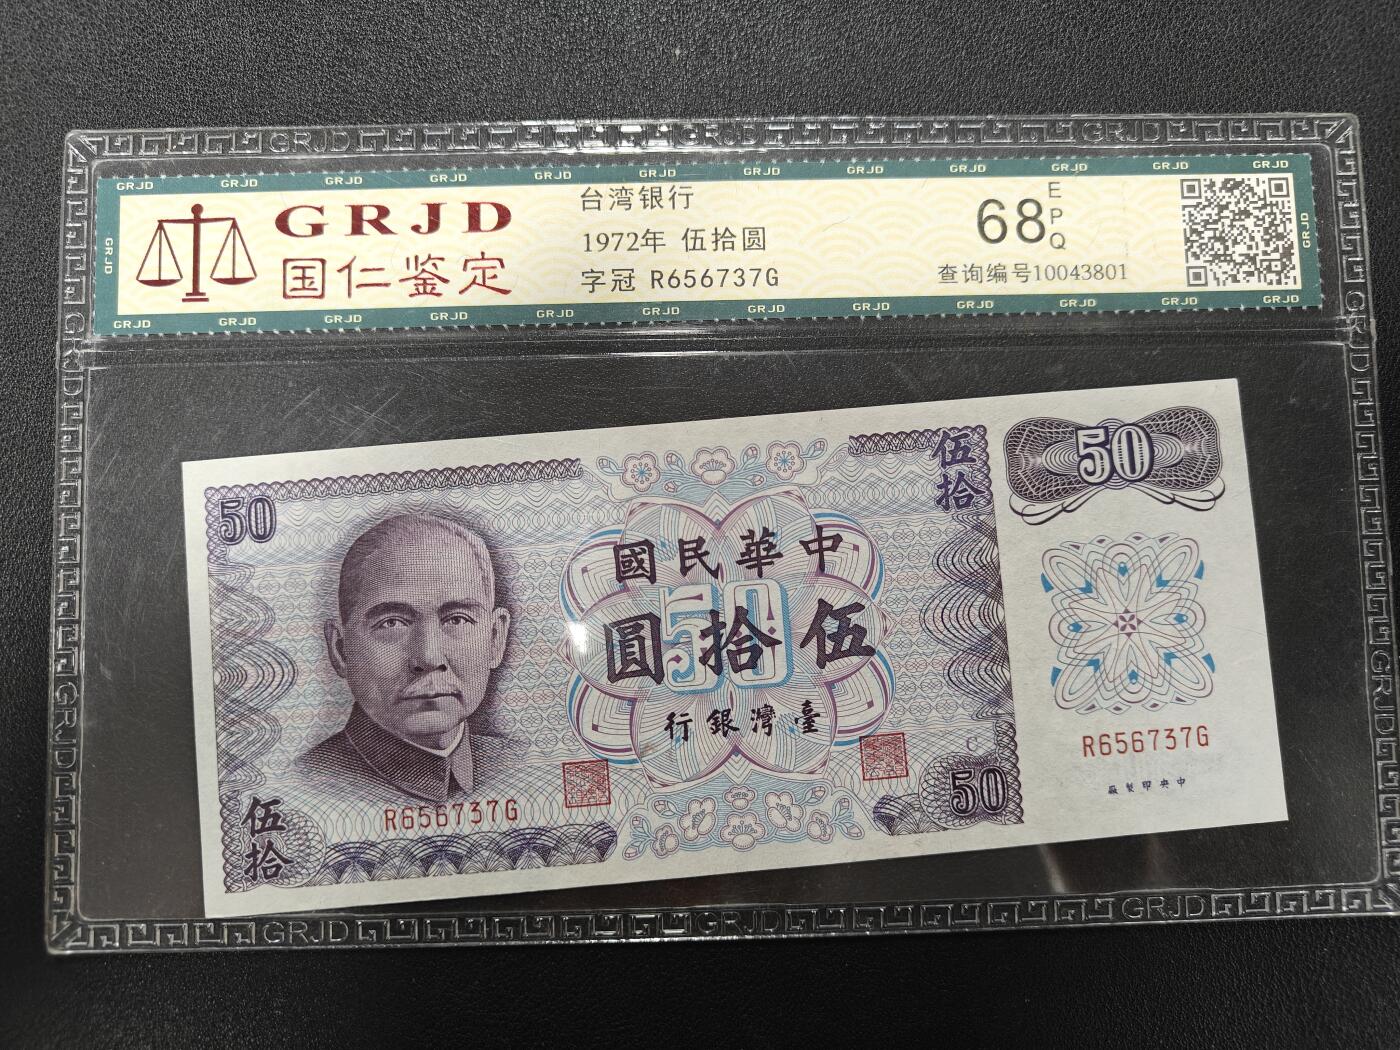 GRJD
国仁鉴定
台湾银行
1972年 伍拾圆
字冠 R656737G
68
EPQ
查询编号10043801
50
伍拾
50
中華民國
50
伍拾圓
臺灣銀行
R656737G
中央印製廠
C
50
R656737G
伍拾